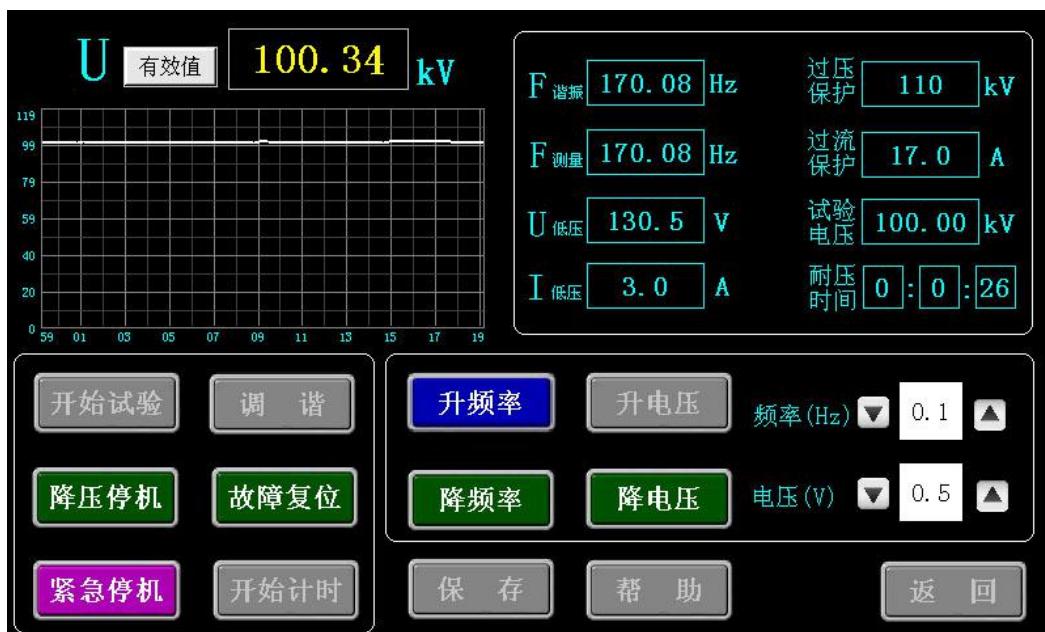 U 有效值 100.34 kV
119
99
79
59
40
20
0
59 01 03 05 07 09 11 13 15 17 19
F谐振 170.08 Hz
过压保护 110 kV
F测量 170.08 Hz
过流保护 17.0 A
U低压 130.5 V
试验电压 100.00 kV
I低压 3.0 A
耐压时间 0 : 0 : 26
开始试验 调 谐
降压停机 故障复位
紧急停机 开始计时
升频率 升电压 频率(Hz) 0.1
降频率 降电压 电压(V) 0.5
保 存 帮 助 返 回